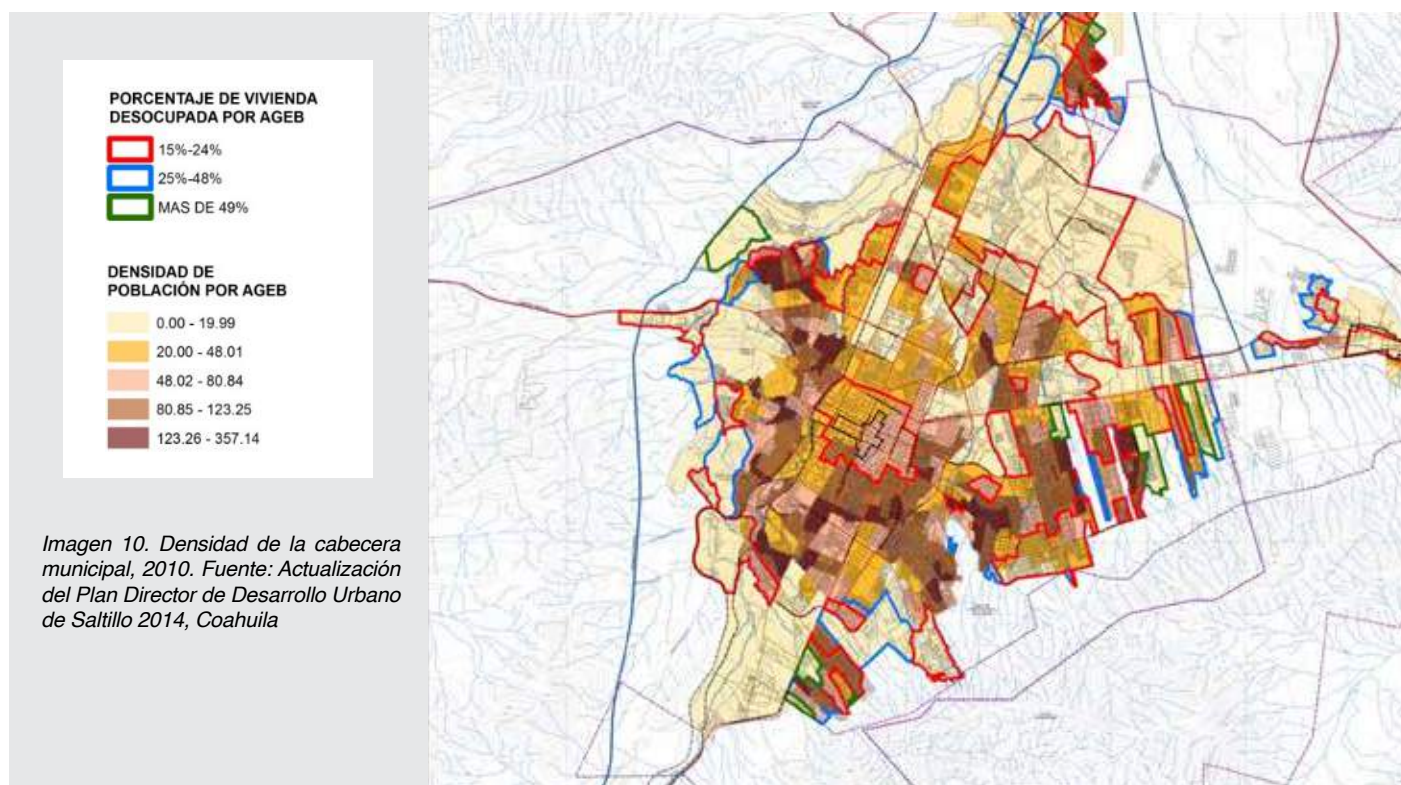 PORCENTAJE DE VIVIENDA
DESOCUPADA POR AGEB
15%-24%
25%-48%
MAS DE 49%
DENSIDAD DE
POBLACIÓN POR AGEB
0.00 - 19.99
20.00 - 48.01
48.02 - 80.84
80.85 - 123.25
123.26 - 357.14
Imagen 10. Densidad de la cabecera
municipal, 2010. Fuente: Actualización
del Plan Director de Desarrollo Urbano
de Saltillo 2014, Coahuila